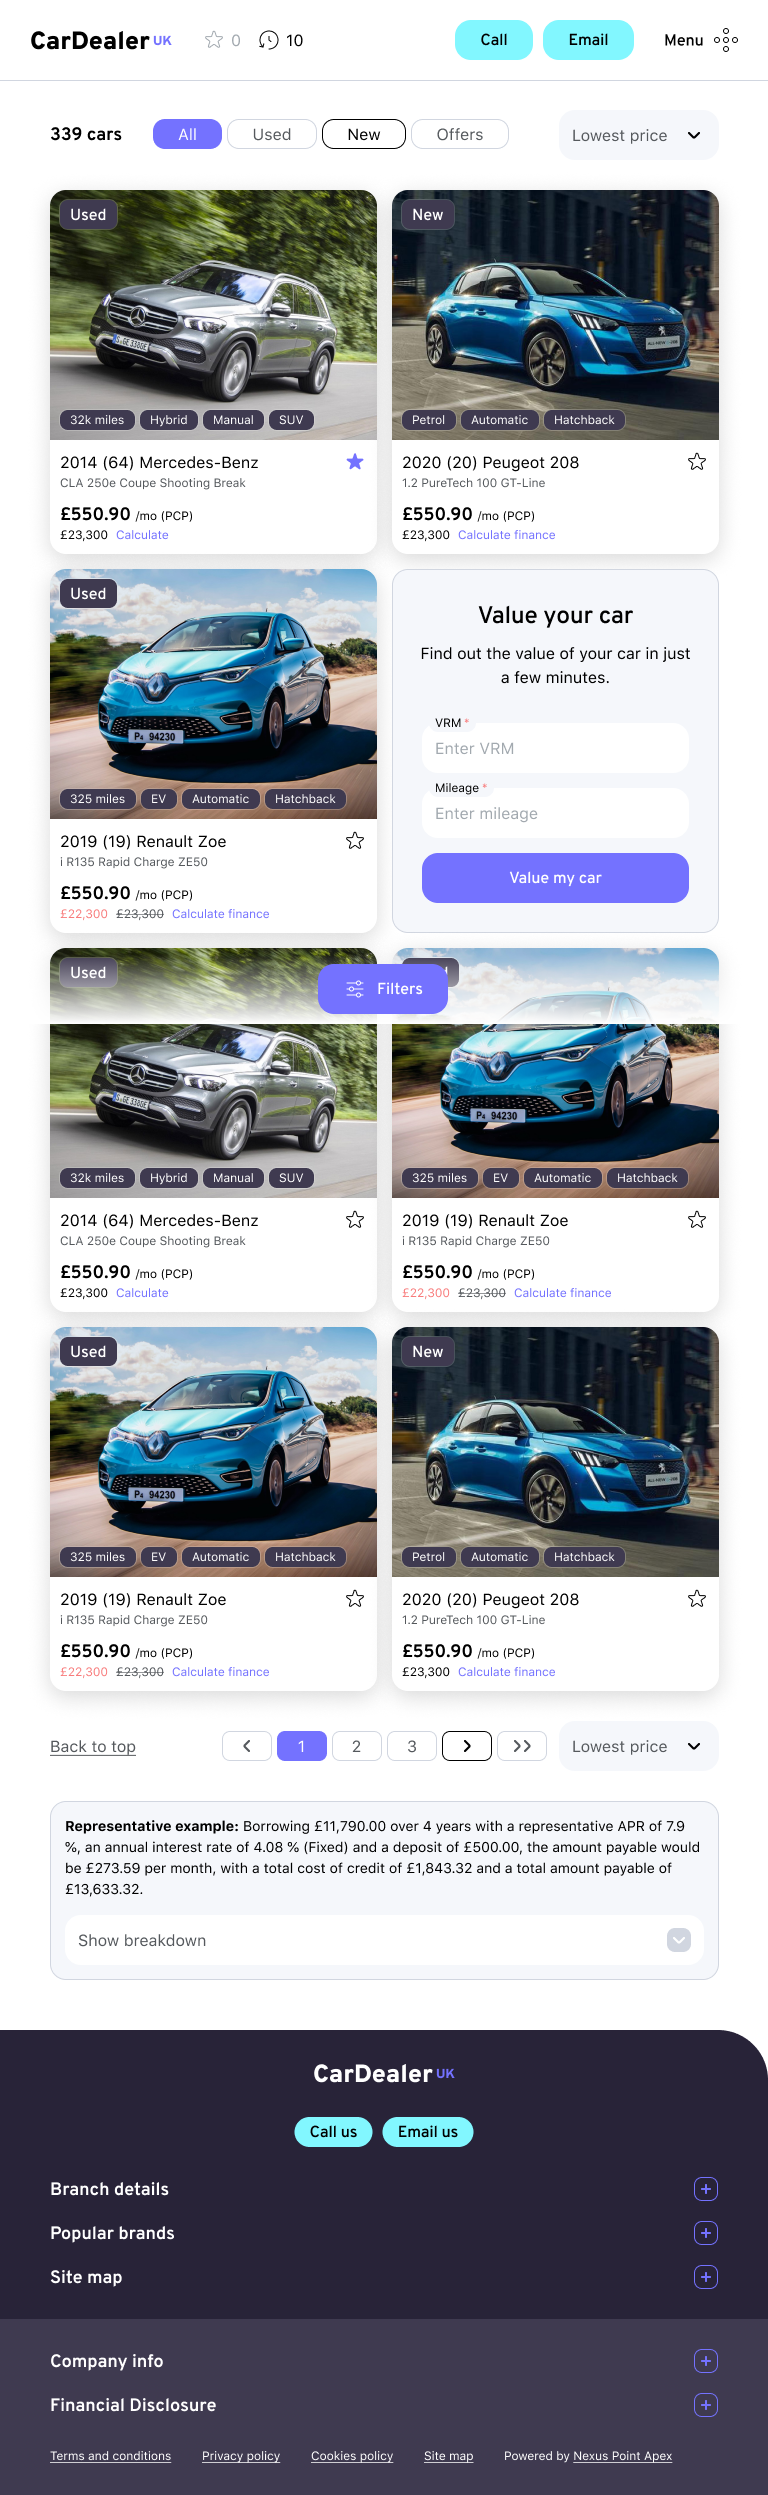 CarDealer UK
0
10
Call
Email
Menu
339 cars
All
Used
New
Offers
Lowest price
Used
32k miles
Hybrid
Manual
SUV
2014 (64) Mercedes-Benz
CLA 250e Coupe Shooting Break
£550.90 /mo (PCP)
£23,300 Calculate
New
Petrol
Automatic
Hatchback
2020 (20) Peugeot 208
1.2 PureTech 100 GT-Line
£550.90 /mo (PCP)
£23,300 Calculate finance
Used
P4 94230
325 miles
EV
Automatic
Hatchback
2019 (19) Renault Zoe
i R135 Rapid Charge ZE50
£550.90 /mo (PCP)
£22,300 £23,300 Calculate finance
Value your car
Find out the value of your car in just
a few minutes.
VRM *
Enter VRM
Mileage *
Enter mileage
Value my car
Used
32k miles
Hybrid
Manual
SUV
2014 (64) Mercedes-Benz
CLA 250e Coupe Shooting Break
£550.90 /mo (PCP)
£23,300 Calculate
Filters
P4 94230
325 miles
EV
Automatic
Hatchback
2019 (19) Renault Zoe
i R135 Rapid Charge ZE50
£550.90 /mo (PCP)
£22,300 £23,300 Calculate finance
Used
P4 94230
325 miles
EV
Automatic
Hatchback
2019 (19) Renault Zoe
i R135 Rapid Charge ZE50
£550.90 /mo (PCP)
£22,300 £23,300 Calculate finance
New
Petrol
Automatic
Hatchback
2020 (20) Peugeot 208
1.2 PureTech 100 GT-Line
£550.90 /mo (PCP)
£23,300 Calculate finance
Back to top
1
2
3
Lowest price
Representative example: Borrowing £11,790.00 over 4 years with a representative APR of 7.9
%, an annual interest rate of 4.08 % (Fixed) and a deposit of £500.00, the amount payable would
be £273.59 per month, with a total cost of credit of £1,843.32 and a total amount payable of
£13,633.32.
Show breakdown
CarDealer UK
Call us
Email us
Branch details
Popular brands
Site map
Company info
Financial Disclosure
Terms and conditions
Privacy policy
Cookies policy
Site map
Powered by Nexus Point Apex